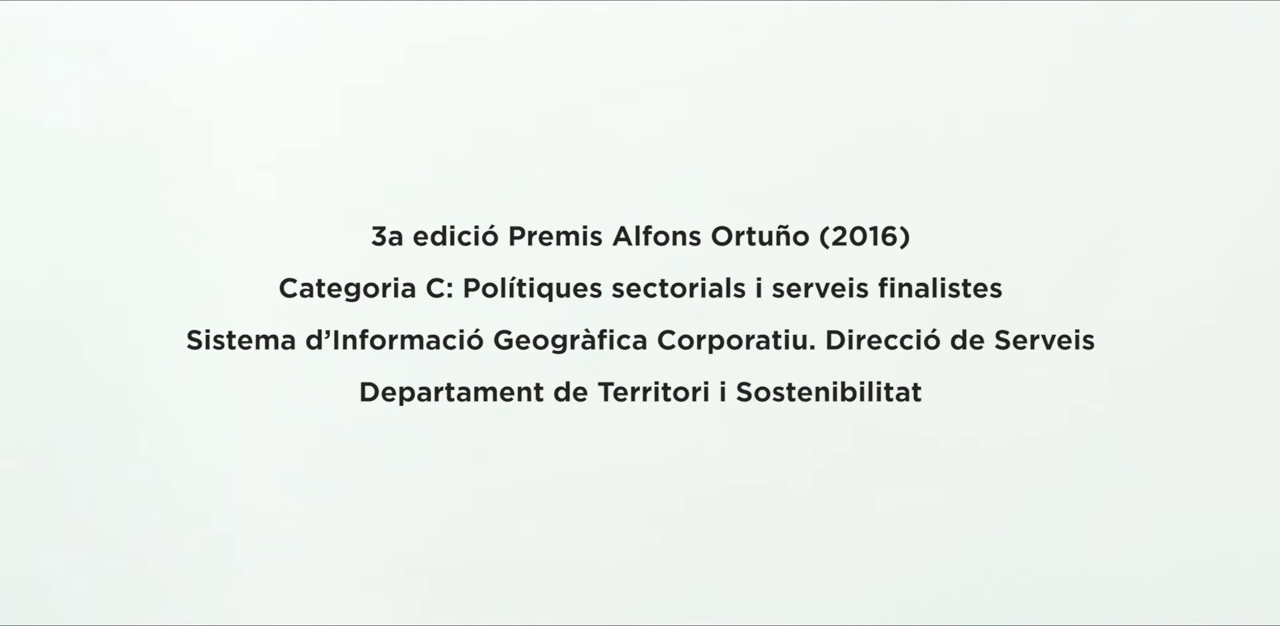 3a edició Premis Alfons Ortuño (2016)
Categoria C: Polítiques sectorials i serveis finalistes
Sistema d’Informació Geogràfica Corporatiu. Direcció de Serveis
Departament de Territori i Sostenibilitat